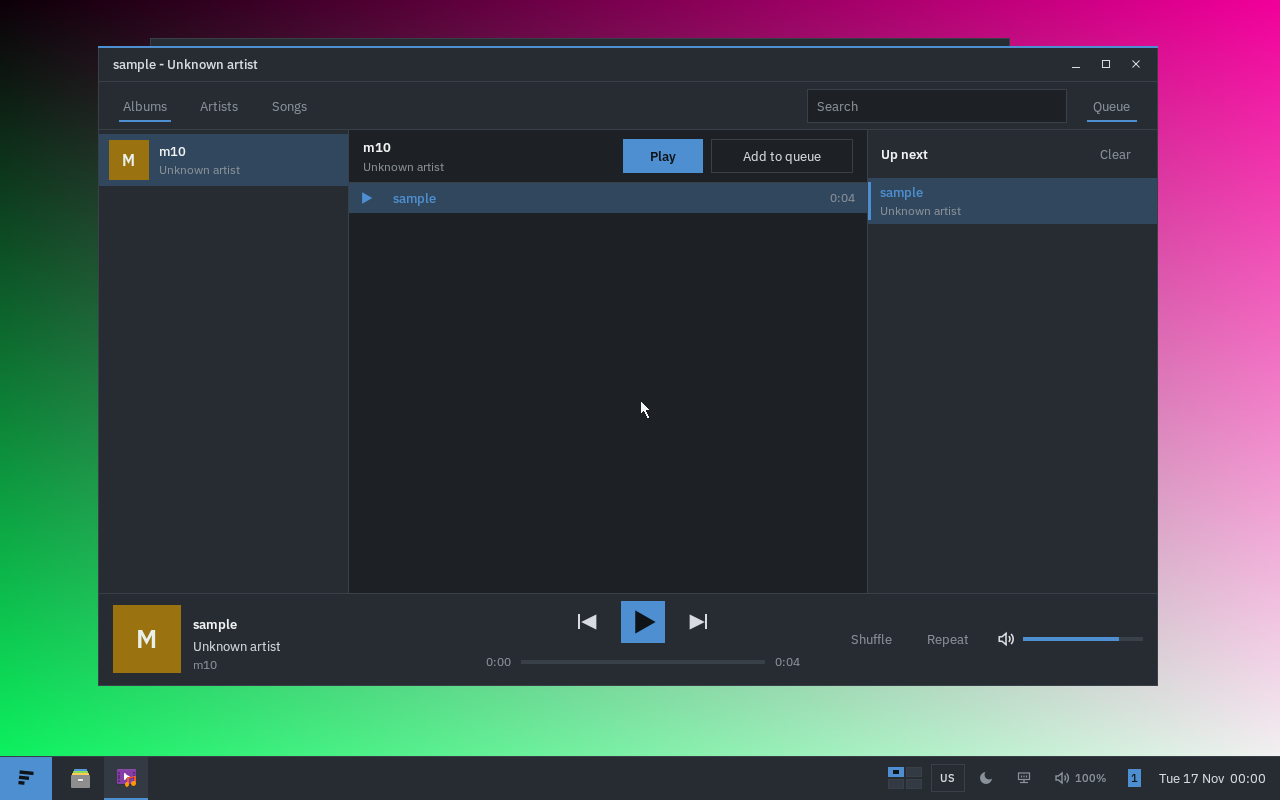 sample - Unknown artist
Albums
Artists
Songs
Search
Queue
M
m10
Unknown artist
m10
Unknown artist
Play
Add to queue
sample
0:04
Up next
Clear
sample
Unknown artist
M
sample
Unknown artist
m10
0:00
0:04
Shuffle
Repeat
US
100%
1
Tue 17 Nov 00:00